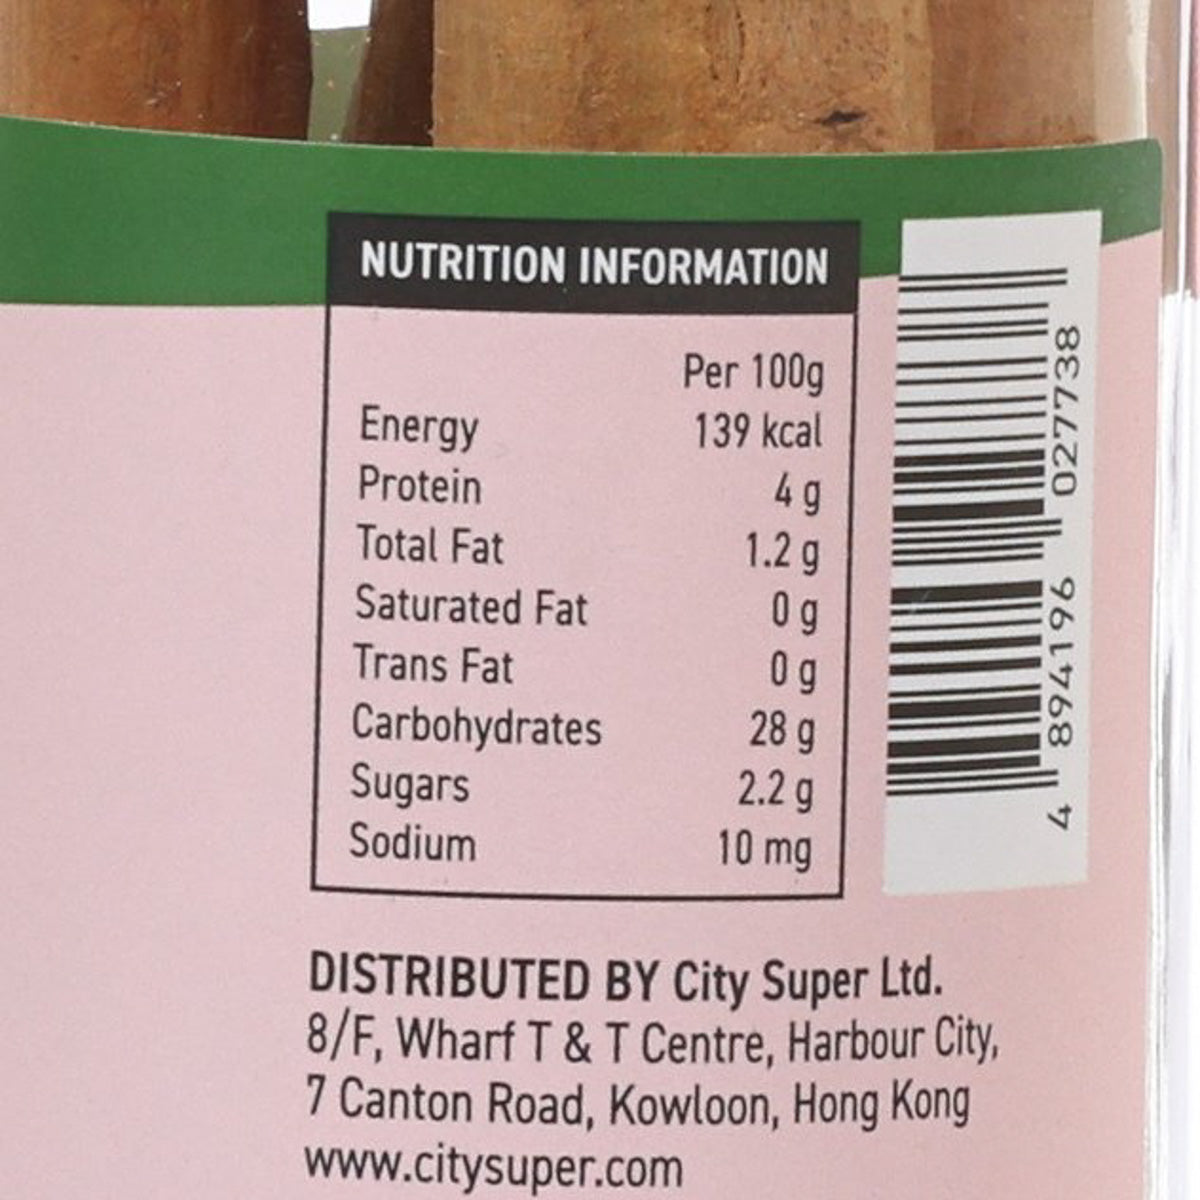 NUTRITION INFORMATION
Per 100g
Energy 139 kcal
Protein 4 g
Total Fat 1.2 g
Saturated Fat 0 g
Trans Fat 0 g
Carbohydrates 28 g
Sugars 2.2 g
Sodium 10 mg
4 894196 027738
DISTRIBUTED BY City Super Ltd.
8/F, Wharf T & T Centre, Harbour City,
7 Canton Road, Kowloon, Hong Kong
www.citysuper.com